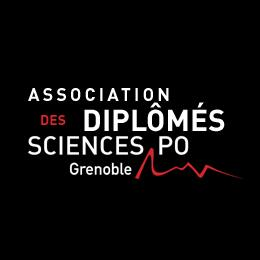 ASSOCIATION
DES DIPLÔMÉS
SCIENCES PO
Grenoble